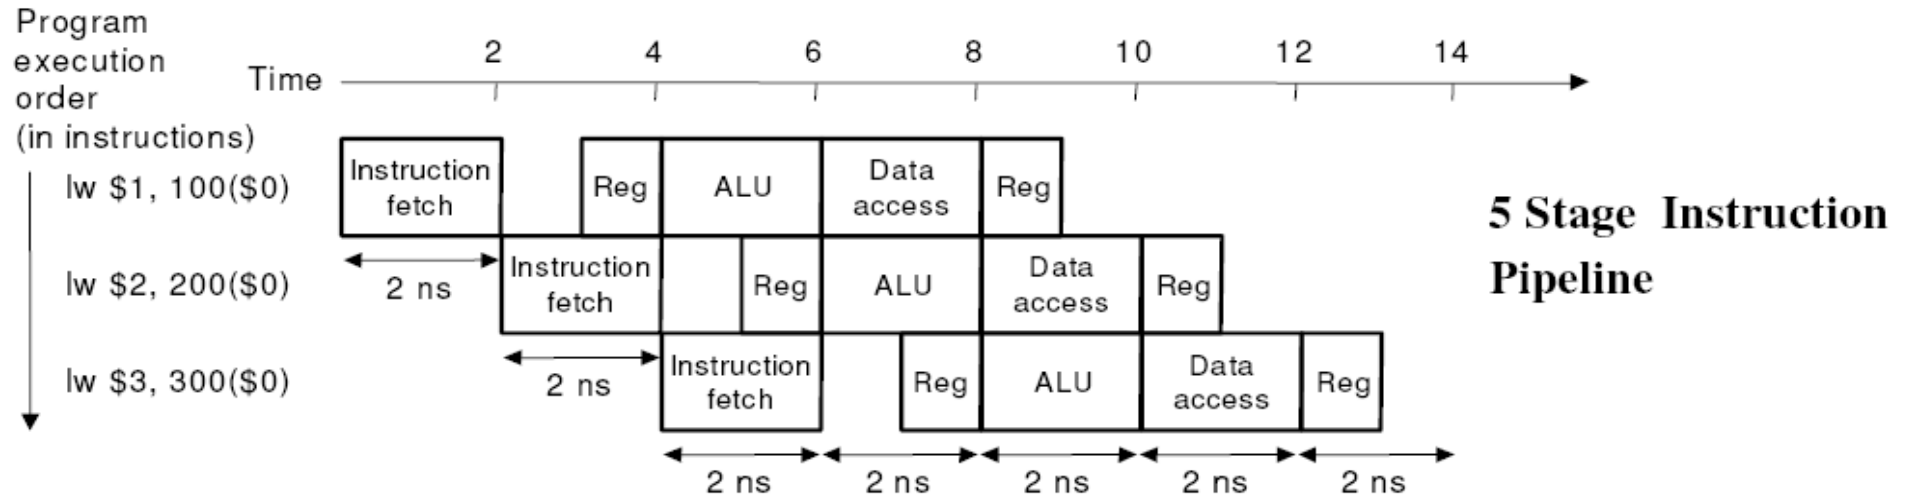 Program
execution
order
(in instructions)
Time
2 4 6 8 10 12 14
lw $1, 100($0)
Instruction
fetch
Reg
ALU
Data
access
Reg
2 ns
lw $2, 200($0)
Instruction
fetch
Reg
ALU
Data
access
Reg
2 ns
lw $3, 300($0)
Instruction
fetch
Reg
ALU
Data
access
Reg
2 ns 2 ns 2 ns 2 ns 2 ns
5 Stage Instruction
Pipeline